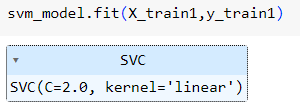 svm_model.fit(X_train1,y_train1)
SVC
SVC(C=2.0, kernel='linear')